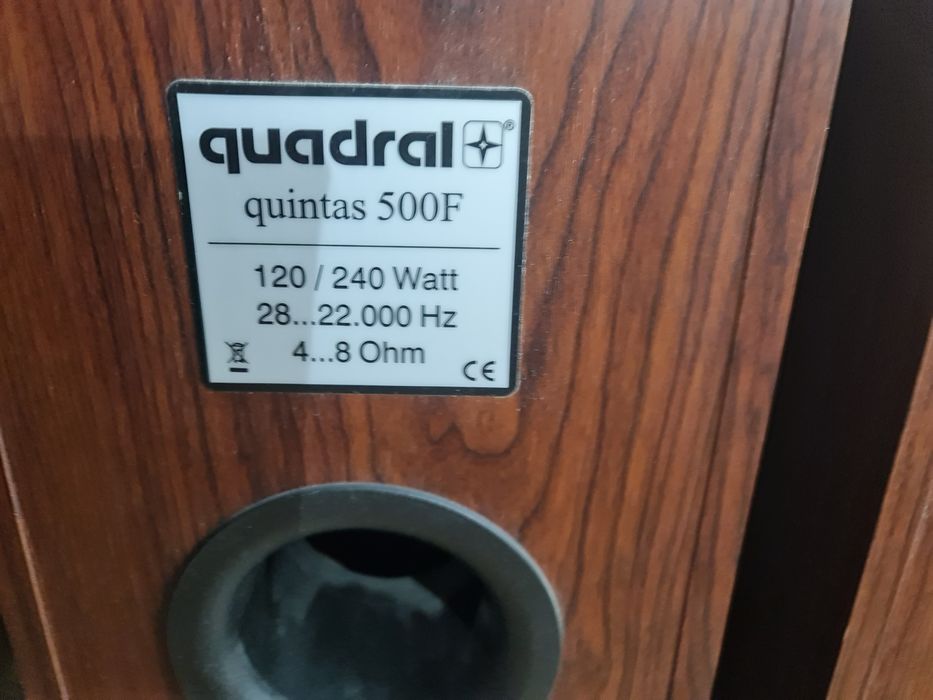 quadral ®
quintas 500F
120 / 240 Watt
28...22.000 Hz
4...8 Ohm
CE